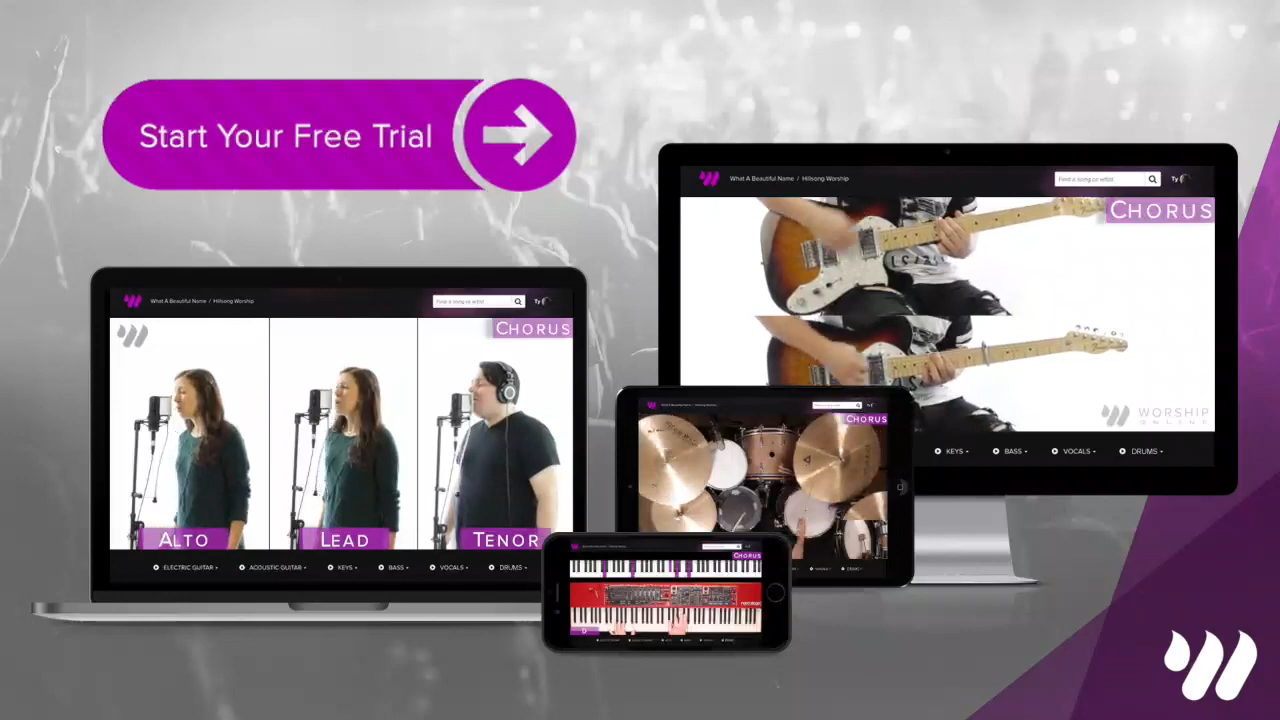 Start Your Free Trial
What A Beautiful Name / Hillsong Worship
Find a song or artist
Ty
CHORUS
WORSHIP
ONLINE
KEYS
BASS
VOCALS
DRUMS
What A Beautiful Name / Hillsong Worship
Find a song or artist
Ty
CHORUS
ALTO
LEAD
TENOR
ELECTRIC GUITAR
ACOUSTIC GUITAR
KEYS
BASS
VOCALS
DRUMS
CHORUS
CHORUS
D